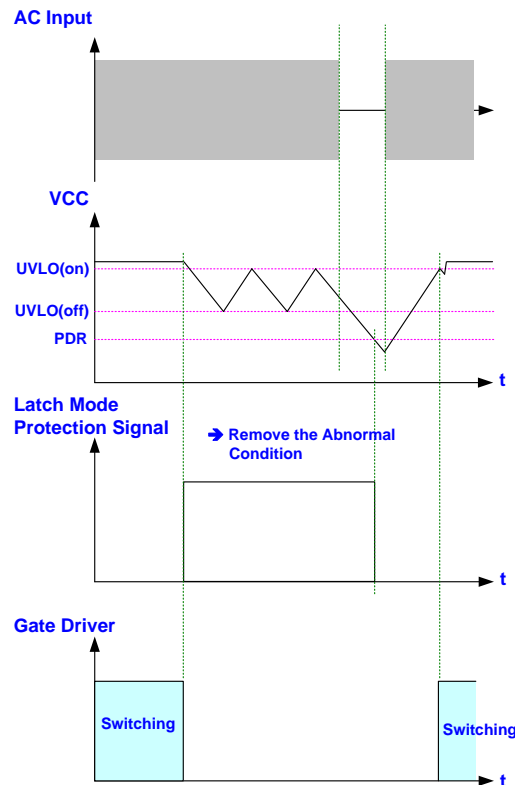 AC Input
VCC
UVLO(on)
UVLO(off)
PDR
t
Latch Mode
Protection Signal
➔ Remove the Abnormal
Condition
t
Gate Driver
Switching
Switching
t